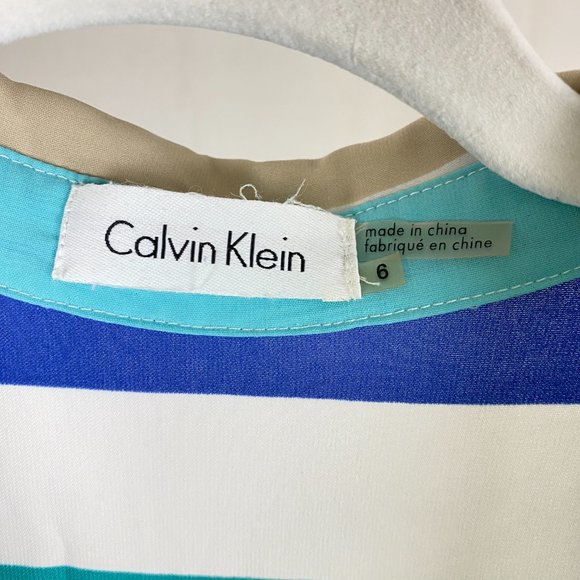 Calvin Klein
made in china
fabriqué en chine
6